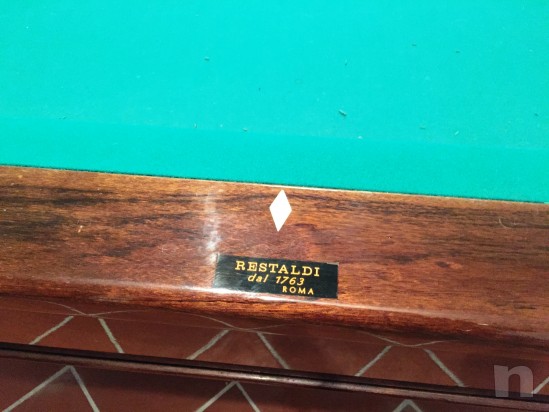 RESTALDI
dal 1763
ROMA
n